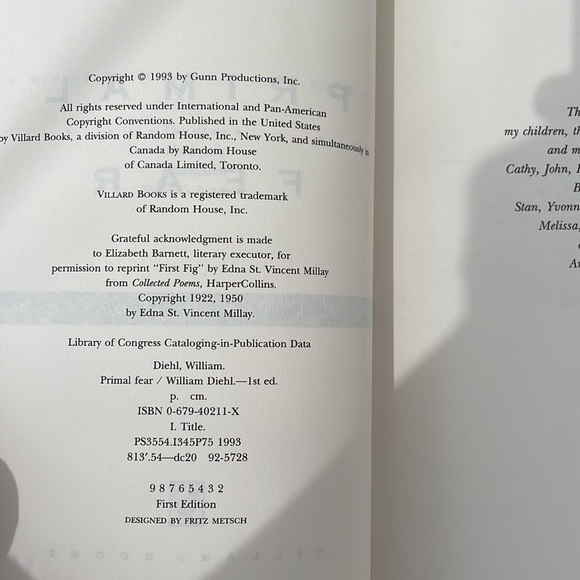 Copyright © 1993 by Gunn Productions, Inc.
All rights reserved under International and Pan-American
Copyright Conventions. Published in the United States
by Villard Books, a division of Random House, Inc., New York, and simultaneously in
Canada by Random House
of Canada Limited, Toronto.
VILLARD BOOKS is a registered trademark
of Random House, Inc.
Grateful acknowledgment is made
to Elizabeth Barnett, literary executor, for
permission to reprint “First Fig” by Edna St. Vincent Millay
from Collected Poems, HarperCollins.
Copyright 1922, 1950
by Edna St. Vincent Millay.
Library of Congress Cataloging-in-Publication Data
Diehl, William.
Primal fear / William Diehl.—1st ed.
p. cm.
ISBN 0-679-40211-X
I. Title.
PS3554.I345P75 1993
813′.54—dc20 92-5728
9 8 7 6 5 4 3 2
First Edition
DESIGNED BY FRITZ METSCH
my children,
and
Cathy, John,
Stan,
Melissa,